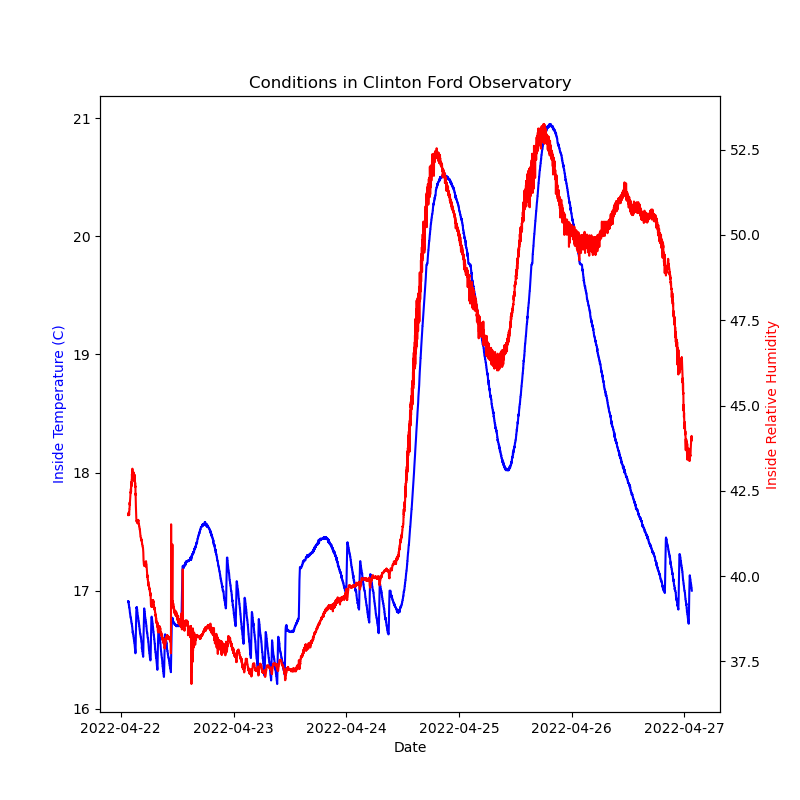 Conditions in Clinton Ford Observatory
21
20
19
18
17
16
Inside Temperature (C)
52.5
50.0
47.5
45.0
42.5
40.0
37.5
Inside Relative Humidity
2022-04-22 2022-04-23 2022-04-24 2022-04-25 2022-04-26 2022-04-27
Date